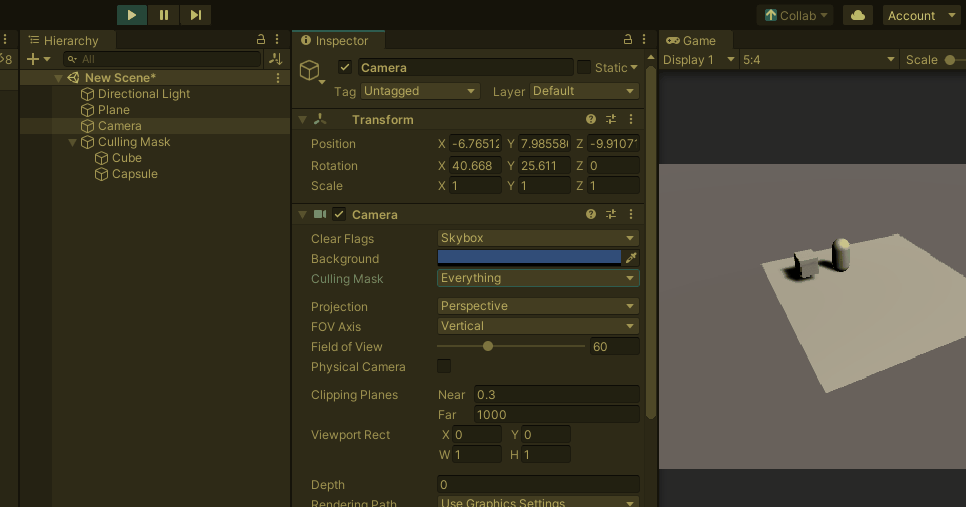 Collab
Account
8
Hierarchy
All
New Scene*
Directional Light
Plane
Camera
Culling Mask
Cube
Capsule
Inspector
Camera
Static
Tag Untagged Layer Default
Transform
Position X -6.76512 Y 7.985586 Z -9.91071
Rotation X 40.668 Y 25.611 Z 0
Scale X 1 Y 1 Z 1
Camera
Clear Flags Skybox
Background
Culling Mask Everything
Projection Perspective
FOV Axis Vertical
Field of View 60
Physical Camera
Clipping Planes Near 0.3
Far 1000
Viewport Rect X 0 Y 0
W 1 H 1
Depth 0
Rendering Path Use Graphics Settings
Game
Display 1 5:4 Scale